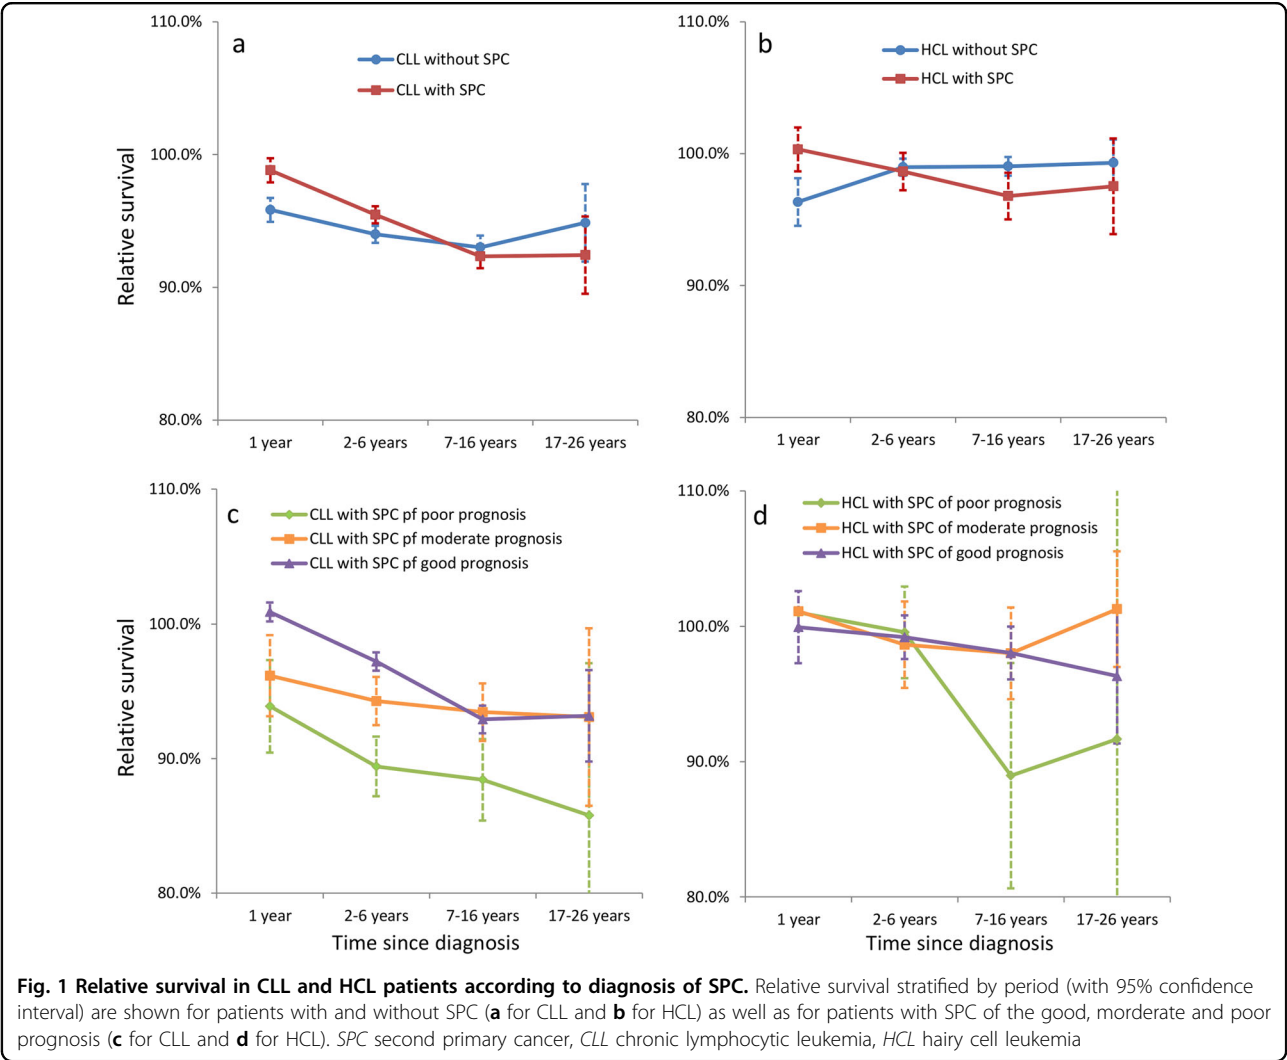 110.0%
100.0%
90.0%
80.0%
Relative survival
a
CLL without SPC
CLL with SPC
1 year 2-6 years 7-16 years 17-26 years
110.0%
100.0%
90.0%
80.0%
b
HCL without SPC
HCL with SPC
1 year 2-6 years 7-16 years 17-26 years
110.0%
100.0%
90.0%
80.0%
Relative survival
c
CLL with SPC pf poor prognosis
CLL with SPC pf moderate prognosis
CLL with SPC pf good prognosis
1 year 2-6 years 7-16 years 17-26 years
Time since diagnosis
110.0%
100.0%
90.0%
80.0%
d
HCL with SPC of poor prognosis
HCL with SPC of moderate prognosis
HCL with SPC of good prognosis
1 year 2-6 years 7-16 years 17-26 years
Time since diagnosis
Fig. 1 Relative survival in CLL and HCL patients according to diagnosis of SPC. Relative survival stratified by period (with 95% confidence
interval) are shown for patients with and without SPC (a for CLL and b for HCL) as well as for patients with SPC of the good, morderate and poor
prognosis (c for CLL and d for HCL). SPC second primary cancer, CLL chronic lymphocytic leukemia, HCL hairy cell leukemia